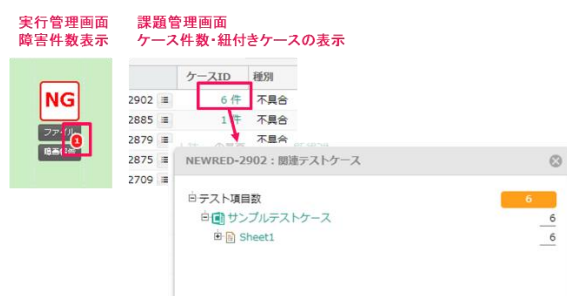 実行管理画面
障害件数表示
課題管理画面
ケース件数・紐付きケースの表示
NG
ファイル
1
ケースID 種別
2902 6 件 不具合
2885 1 件 不具合
2879 不具合
2875
2709
NEWRED-2902 : 関連テストケース
テスト項目数 6
サンプルテストケース 6
Sheet1 6